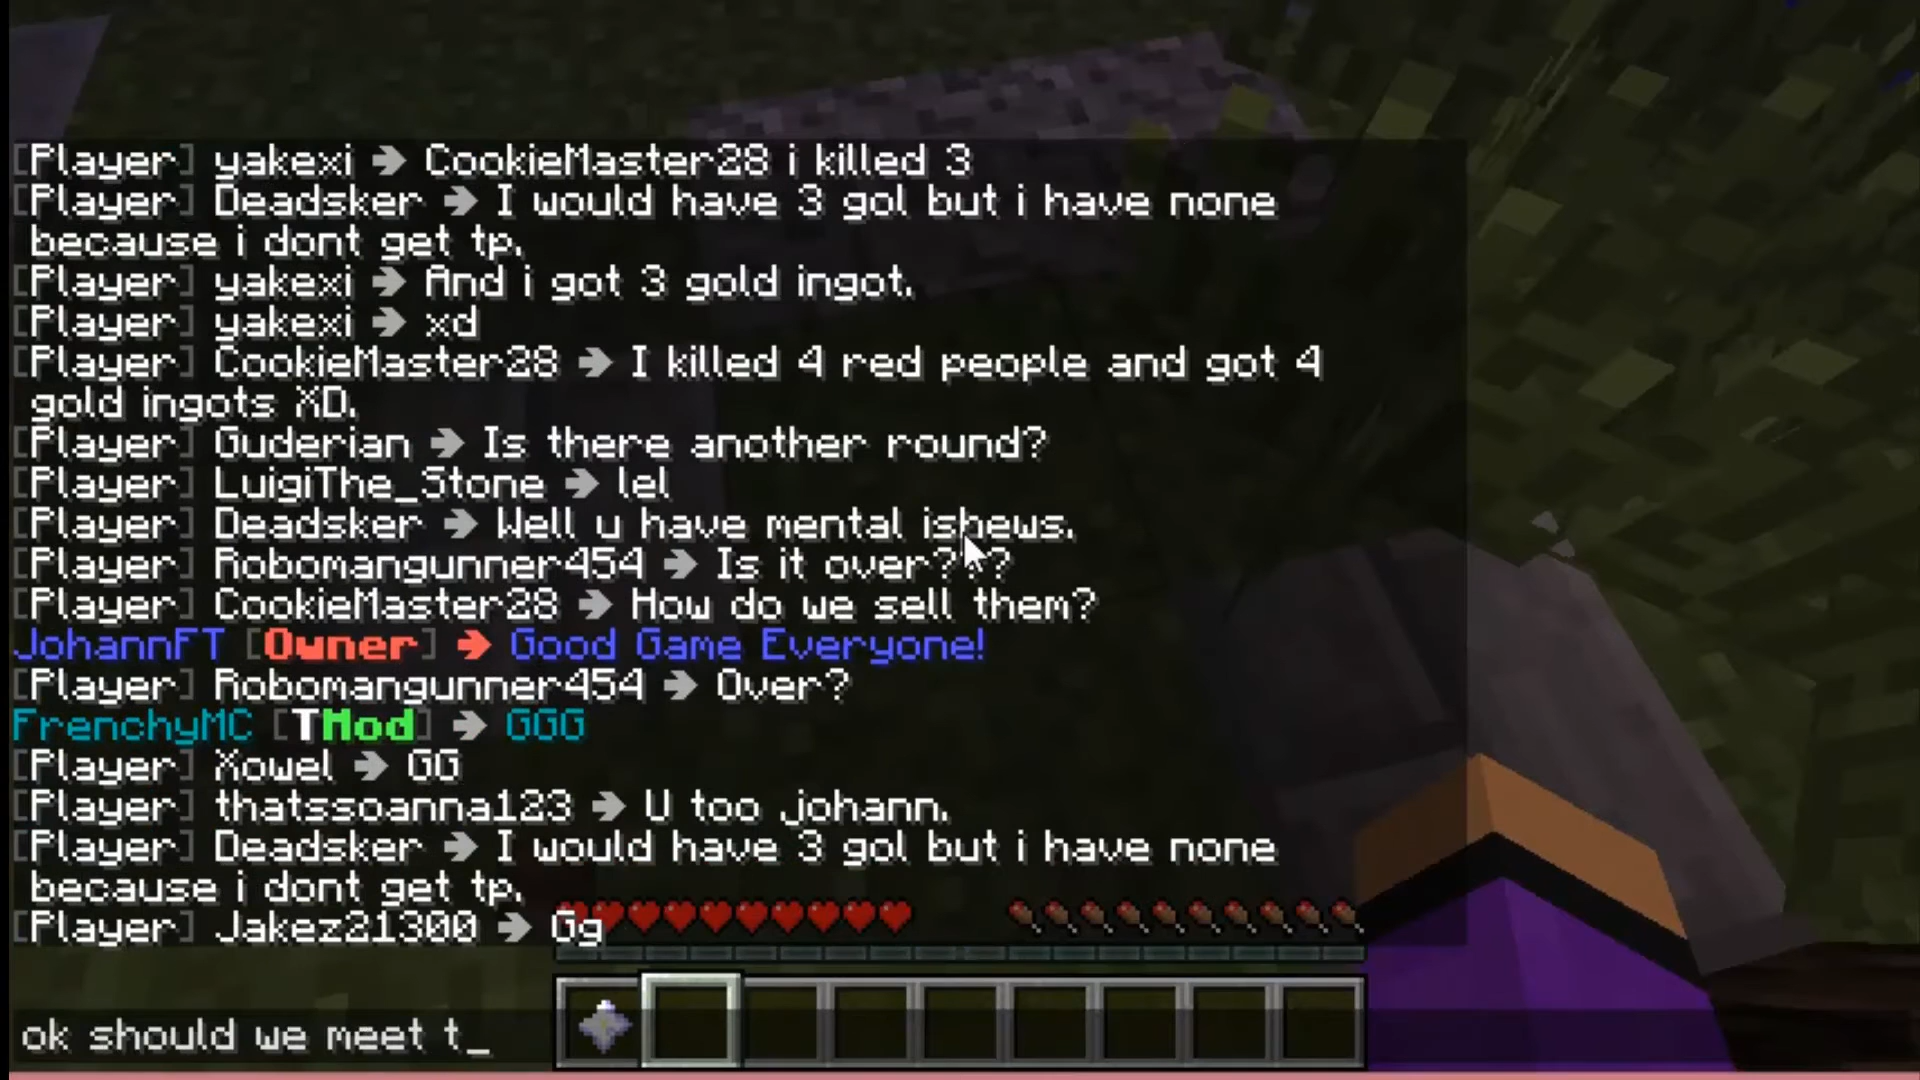 [Player] yakexi → CookieMaster28 i killed 3
[Player] Deadsker → I would have 3 gol but i have none
because i dont get tp.
[Player] yakexi → And i got 3 gold ingot.
[Player] yakexi → xd
[Player] CookieMaster28 → I killed 4 red people and got 4
gold ingots XD.
[Player] Guderian → Is there another round?
[Player] LuigiThe_Stone → lel
[Player] Deadsker → Well u have mental ishews.
[Player] Robomangunner454 → Is it over???
[Player] CookieMaster28 → How do we sell them?
JohannFT [Owner] → Good Game Everyone!
[Player] Robomangunner454 → Over?
FrenchyMC [TMod] → GGG
[Player] Xowel → GG
[Player] thatssoanna123 → U too johann.
[Player] Deadsker → I would have 3 gol but i have none
because i dont get tp.
[Player] Jakez21300 → Gg
ok should we meet t_